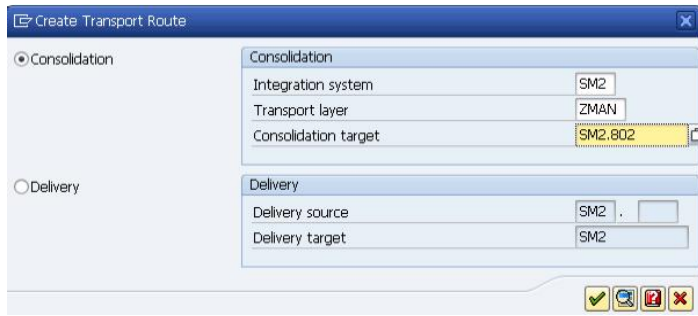 Create Transport Route
Consolidation
Consolidation
Integration system SM2
Transport layer ZMAN
Consolidation target SM2.802
Delivery
Delivery
Delivery source SM2 .
Delivery target SM2